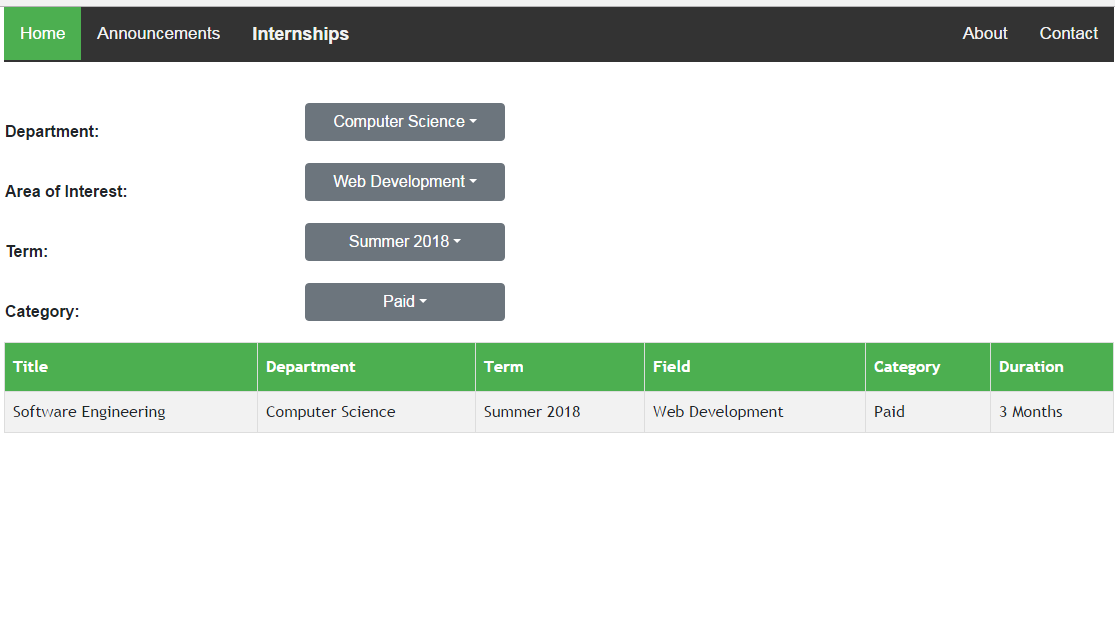 Home Announcements Internships About Contact
Department: Computer Science
Area of Interest: Web Development
Term: Summer 2018
Category: Paid
Title Department Term Field Category Duration
Software Engineering Computer Science Summer 2018 Web Development Paid 3 Months